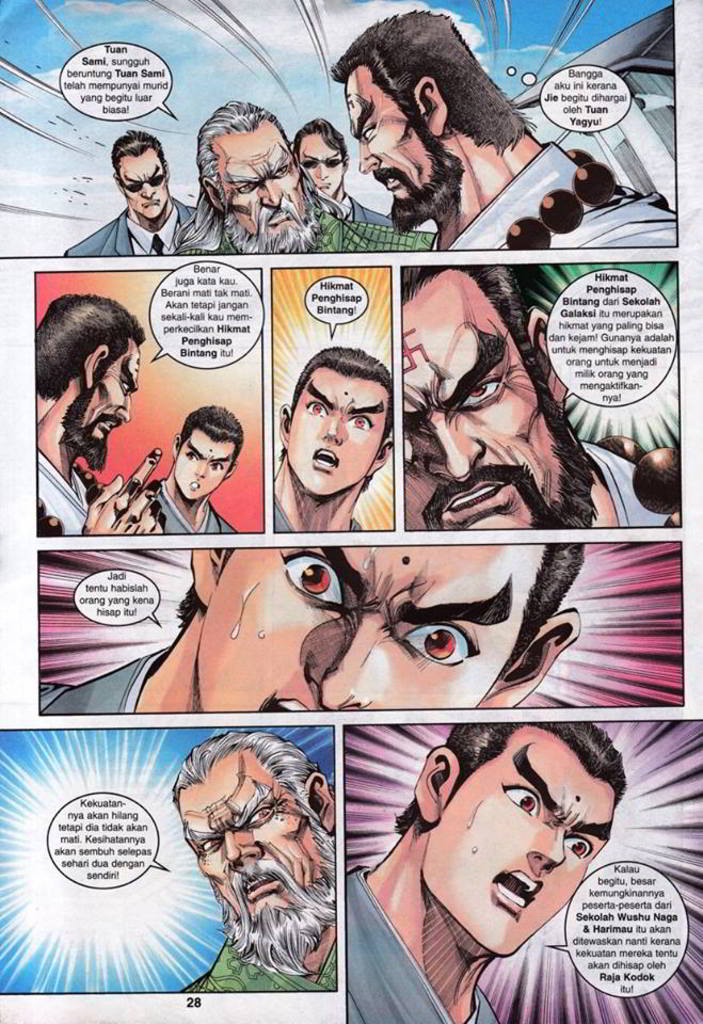 Tuan
Sami, sungguh
beruntung Tuan Sami
telah mempunyai murid
yang begitu luar
biasa!
Bangga
aku ini kerana
Jie begitu dihargai
oleh Tuan
Yagyu!
Benar
juga kata kau.
Berani mati tak mati.
Akan tetapi jangan
sekali-kali kau mem-
perkecilkan Hikmat
Penghisap
Bintang itu!
Hikmat
Penghisap
Bintang!
Hikmat
Penghisap
Bintang dari Sekolah
Galaksi itu merupakan
hikmat yang paling bisa
dan kejam! Gunanya adalah
untuk menghisap kekuatan
orang untuk menjadi
milik orang yang
mengaktifkan-
nya!
Jadi
tentu habislah
orang yang kena
hisap itu!
Kekuatan-
nya akan hilang
tetapi dia tidak akan
mati. Kesihatannya
akan sembuh selepas
sehari dua dengan
sendiri!
Kalau
begitu, besar
kemungkinannya
peserta-peserta dari
Sekolah Wushu Naga
& Harimau itu akan
ditewaskan nanti kerana
kekuatan mereka tentu
akan dihisap oleh
Raja Kodok
itu!
28